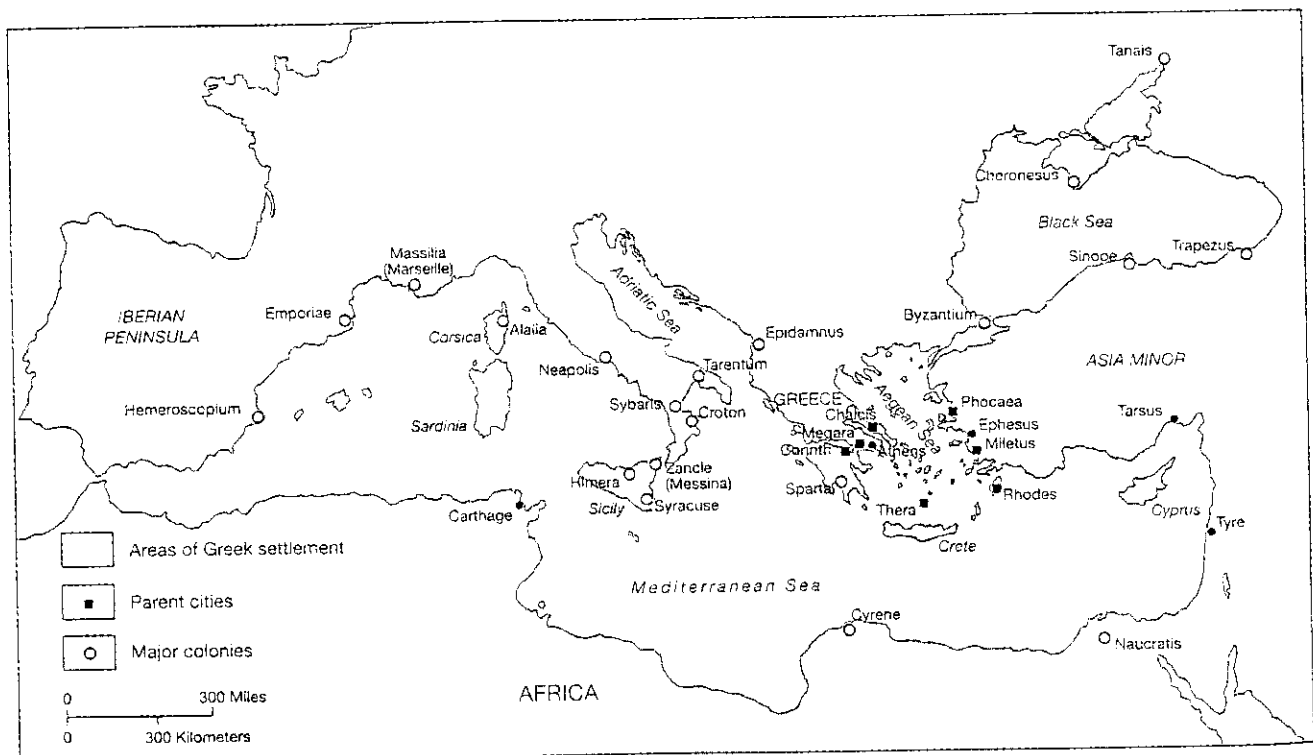 Tanais
Cheronesus
Black Sea
Trapezus
Sinope
Massilia
(Marseille)
Adriatic Sea
IBERIAN
PENINSULA
Emporiae
Corsica
Alalia
Epidamnus
Byzantium
Neapolis
Tarentum
ASIA MINOR
Hemeroscopium
Sardinia
Sybaris
Croton
GREECE
Aegean Sea
Phocaea
Chalcis
Ephesus
Tarsus
Megara
Miletus
Corinth
Athens
Himera
Zancle
(Messina)
Sparta
Rhodes
Sicily
Syracuse
Thera
Cyprus
Carthage
Crete
Tyre
Areas of Greek settlement
Mediterranean Sea
Parent cities
Cyrene
Naucratis
Major colonies
0 300 Miles
AFRICA
0 300 Kilometers